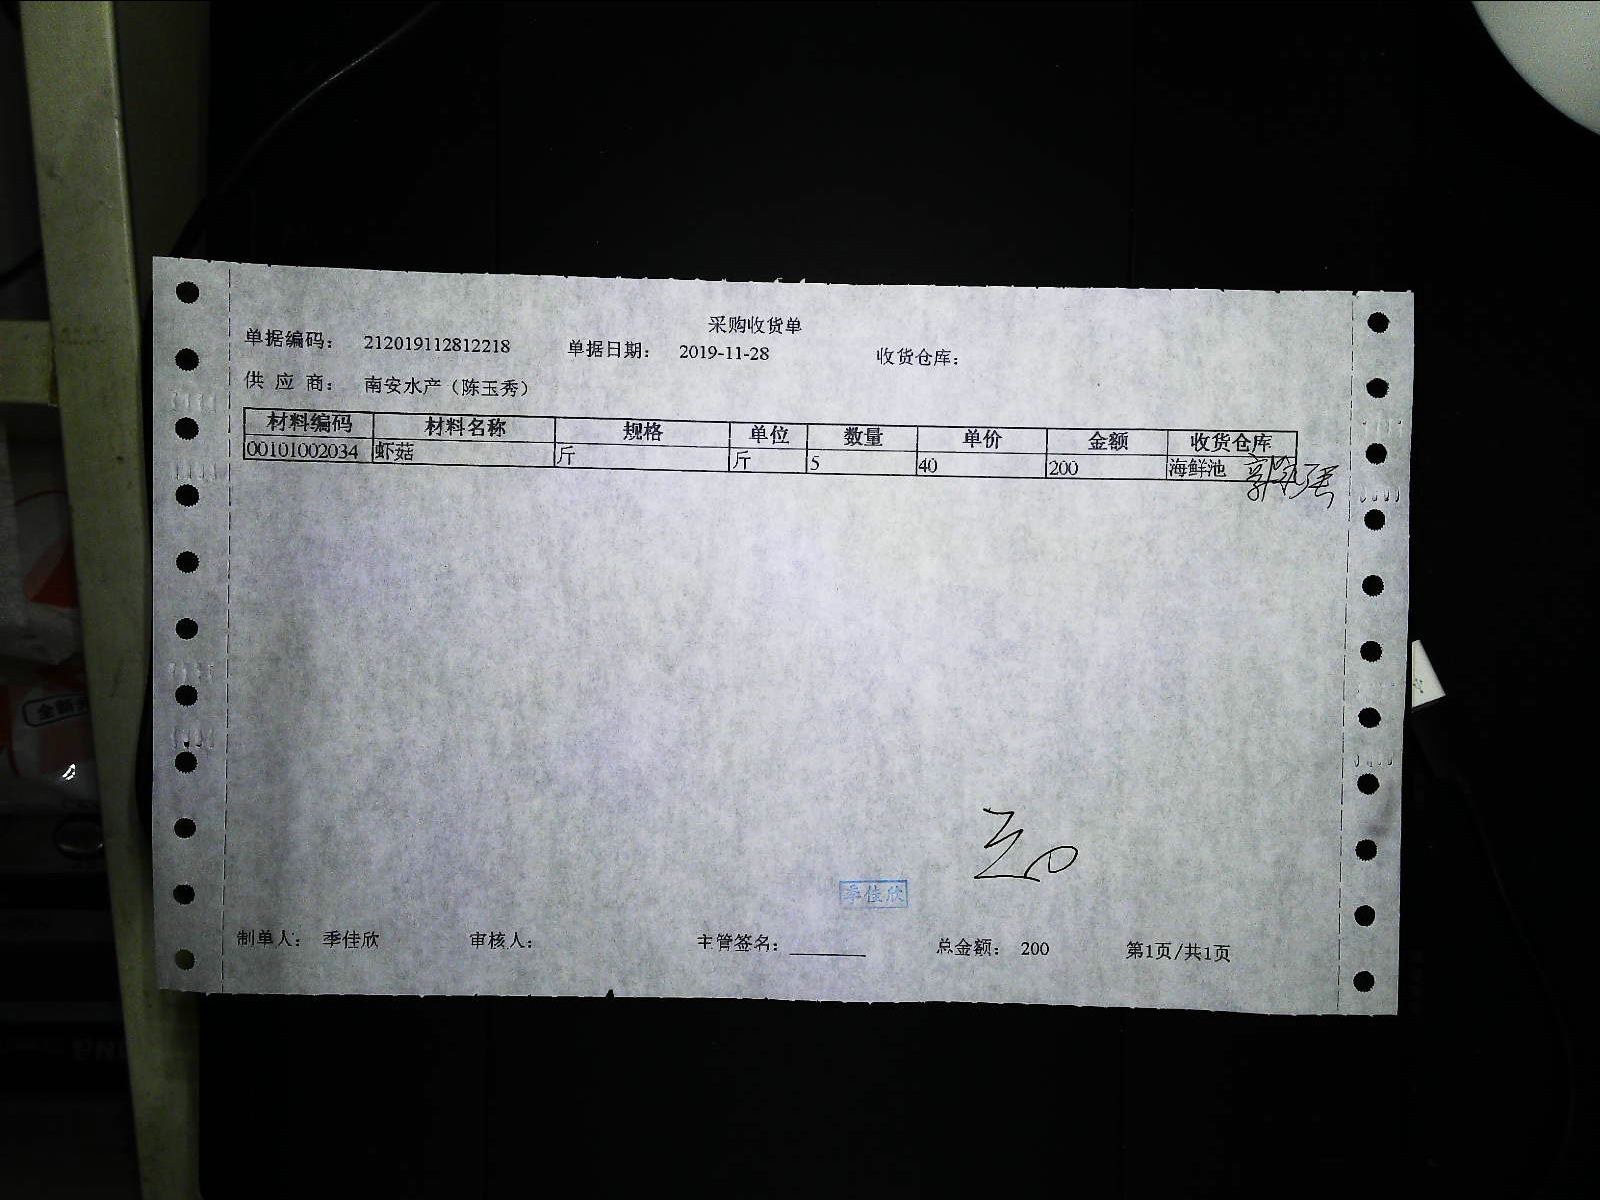 采购收货单
单据编码： 212019112812218 单据日期： 2019-11-28 收货仓库：
供 应 商： 南安水产（陈玉秀）
材料编码 材料名称 规格 单位 数量 单价 金额 收货仓库
00101002034 虾菇 斤 斤 5 40 200 海鲜池
季佳欣
制单人： 季佳欣 审核人： 主管签名： 总金额： 200 第1页/共1页